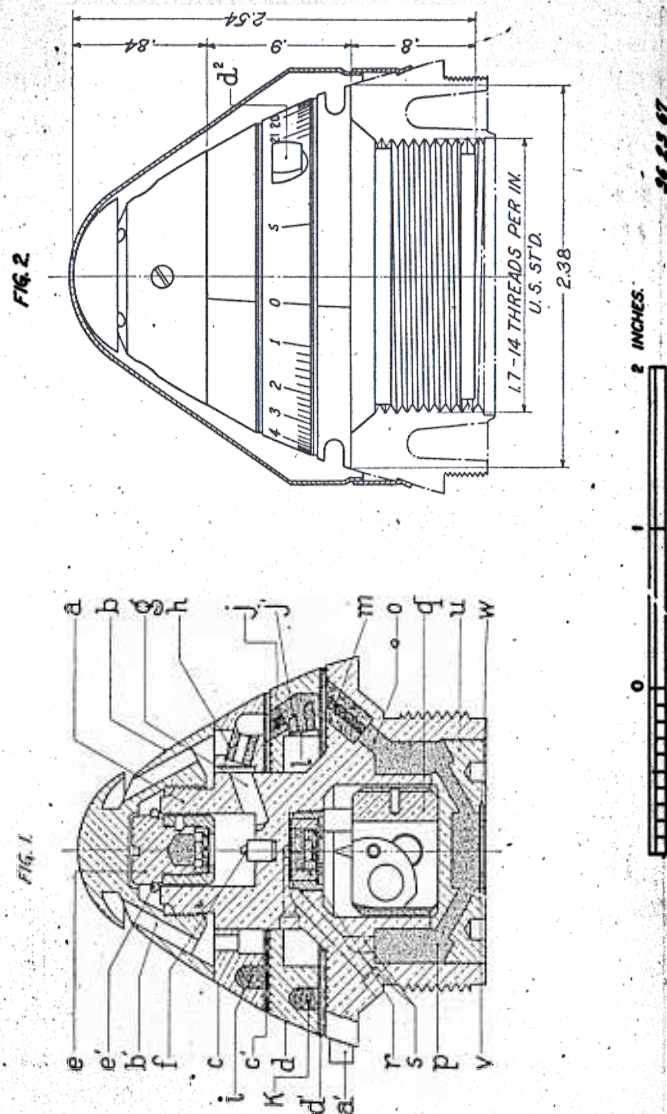 FIG. 1.
a
b
g
h
j
j'
m
o
q
u
w
e
e'
b'
f
c
i
c'
K
d
d'
a'
r
s
p
v
l
FIG. 2.
2.54
.84
.9
.8
d²
4 3 2 1 0 5 21 20
1.7-14 THREADS PER IN.
U. S. ST'D.
2.38
0 1 2 INCHES.